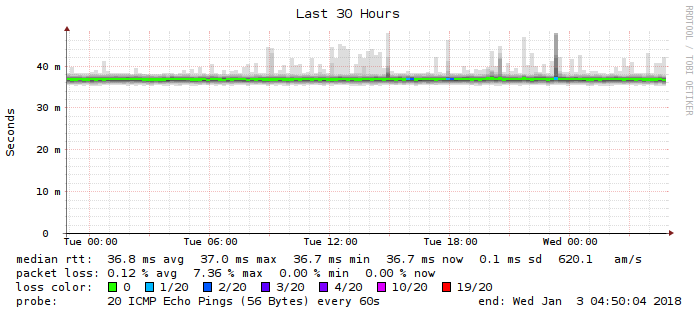 Last 30 Hours
RRDTOOL / TOBI OETIKER
Seconds
40 m
30 m
20 m
10 m
0
Tue 00:00 Tue 06:00 Tue 12:00 Tue 18:00 Wed 00:00
median rtt: 36.8 ms avg 37.0 ms max 36.7 ms min 36.7 ms now 0.1 ms sd 620.1 am/s
packet loss: 0.12 % avg 7.36 % max 0.00 % min 0.00 % now
loss color: 0 1/20 2/20 3/20 4/20 10/20 19/20
probe: 20 ICMP Echo Pings (56 Bytes) every 60s end: Wed Jan 3 04:50:04 2018